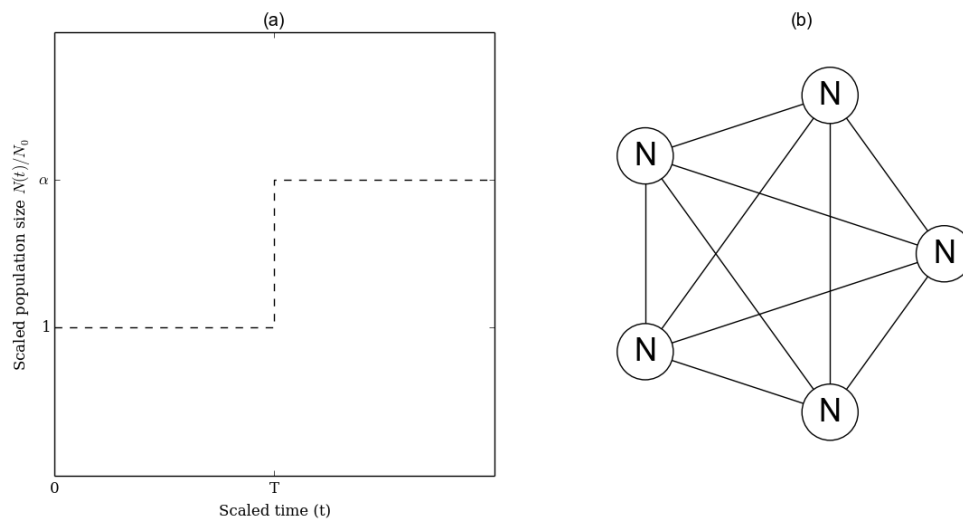 (a)
Scaled population size N(t)/N₀
α
1
0
T
Scaled time (t)
(b)
N
N
N
N
N